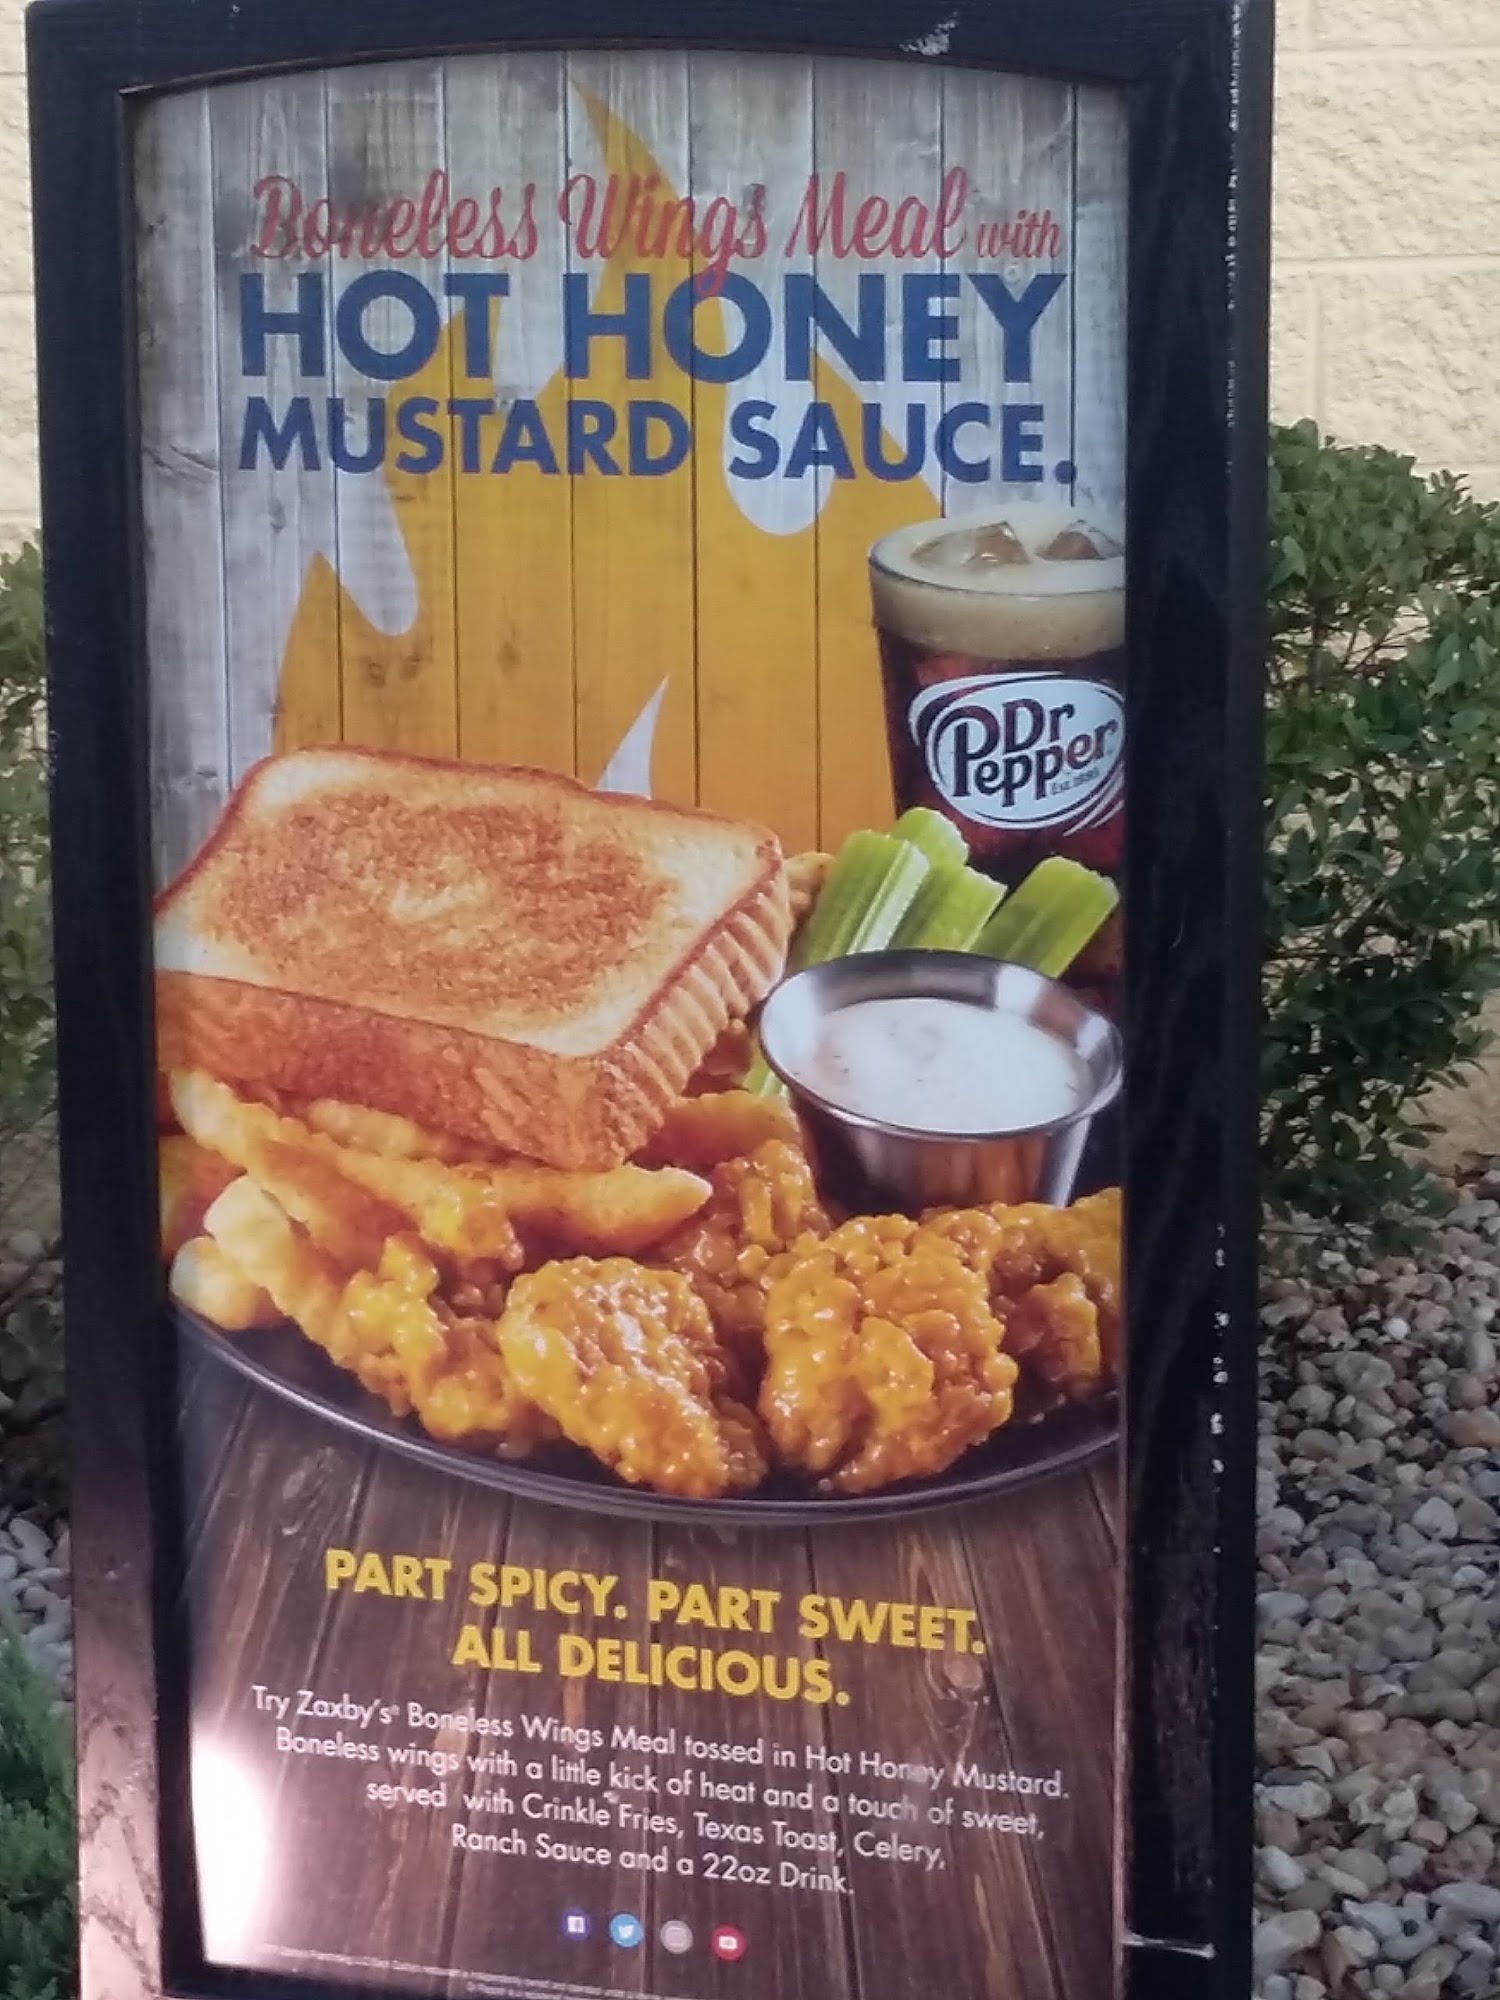 Boneless Wings Meal with
HOT HONEY
MUSTARD SAUCE.
Dr
Pepper
PART SPICY. PART SWEET.
ALL DELICIOUS.
Try Zaxby's® Boneless Wings Meal tossed in Hot Honey Mustard.
Boneless wings with a little kick of heat and a touch of sweet,
served with Crinkle Fries, Texas Toast, Celery,
Ranch Sauce and a 22oz Drink.